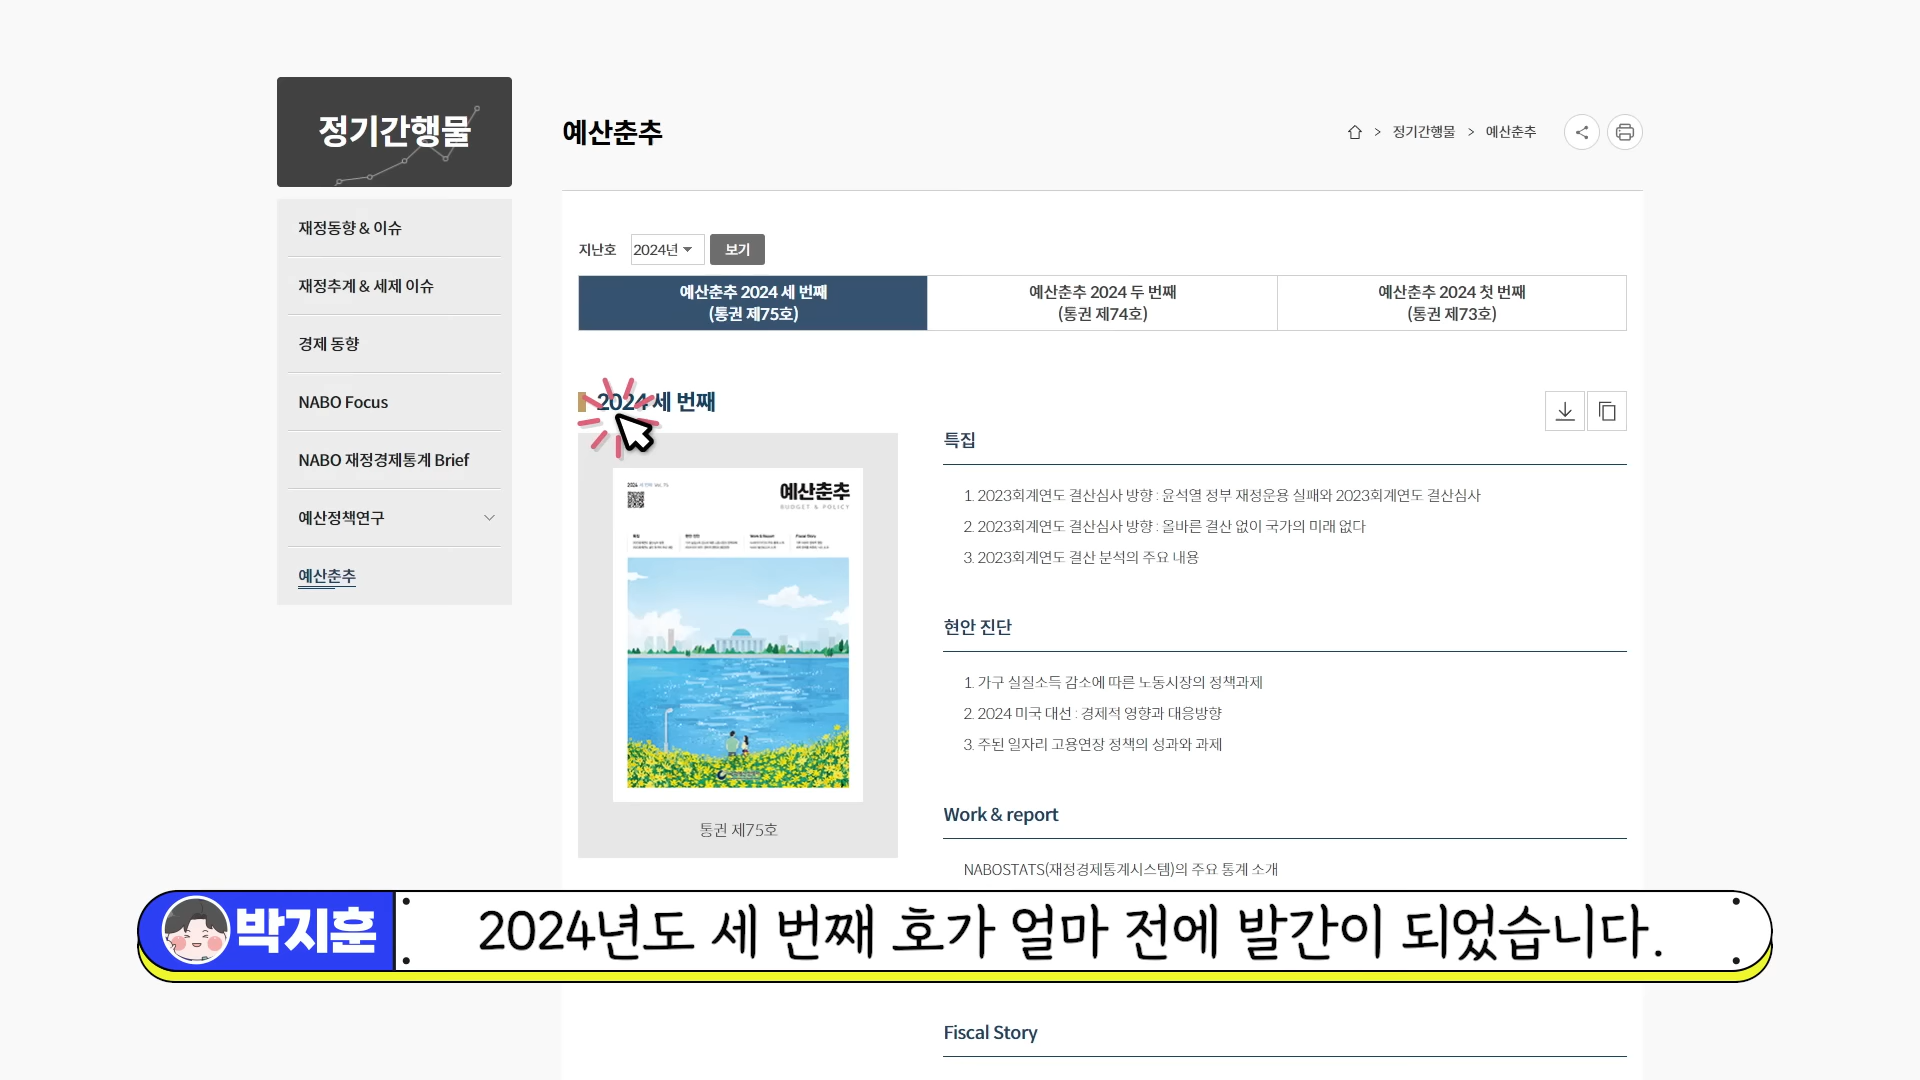 정기간행물
재정동향 & 이슈
재정추계 & 세제 이슈
경제 동향
NABO Focus
NABO 재정경제통계 Brief
예산정책연구
예산춘추
예산춘추
> 정기간행물 > 예산춘추
지난호 2024년 보기
예산춘추 2024 세 번째
(통권 제75호)
예산춘추 2024 두 번째
(통권 제74호)
예산춘추 2024 첫 번째
(통권 제73호)
2024 세 번째
예산춘추
BUDGET & POLICY
통권 제75호
특집
1. 2023회계연도 결산심사 방향 : 윤석열 정부 재정운용 실패와 2023회계연도 결산심사
2. 2023회계연도 결산심사 방향 : 올바른 결산 없이 국가의 미래 없다
3. 2023회계연도 결산 분석의 주요 내용
현안 진단
1. 가구 실질소득 감소에 따른 노동시장의 정책과제
2. 2024 미국 대선 : 경제적 영향과 대응방향
3. 주된 일자리 고용연장 정책의 성과와 과제
Work & report
NABOSTATS(재정경제통계시스템)의 주요 통계 소개
박지훈
2024년도 세 번째 호가 얼마 전에 발간이 되었습니다.
Fiscal Story